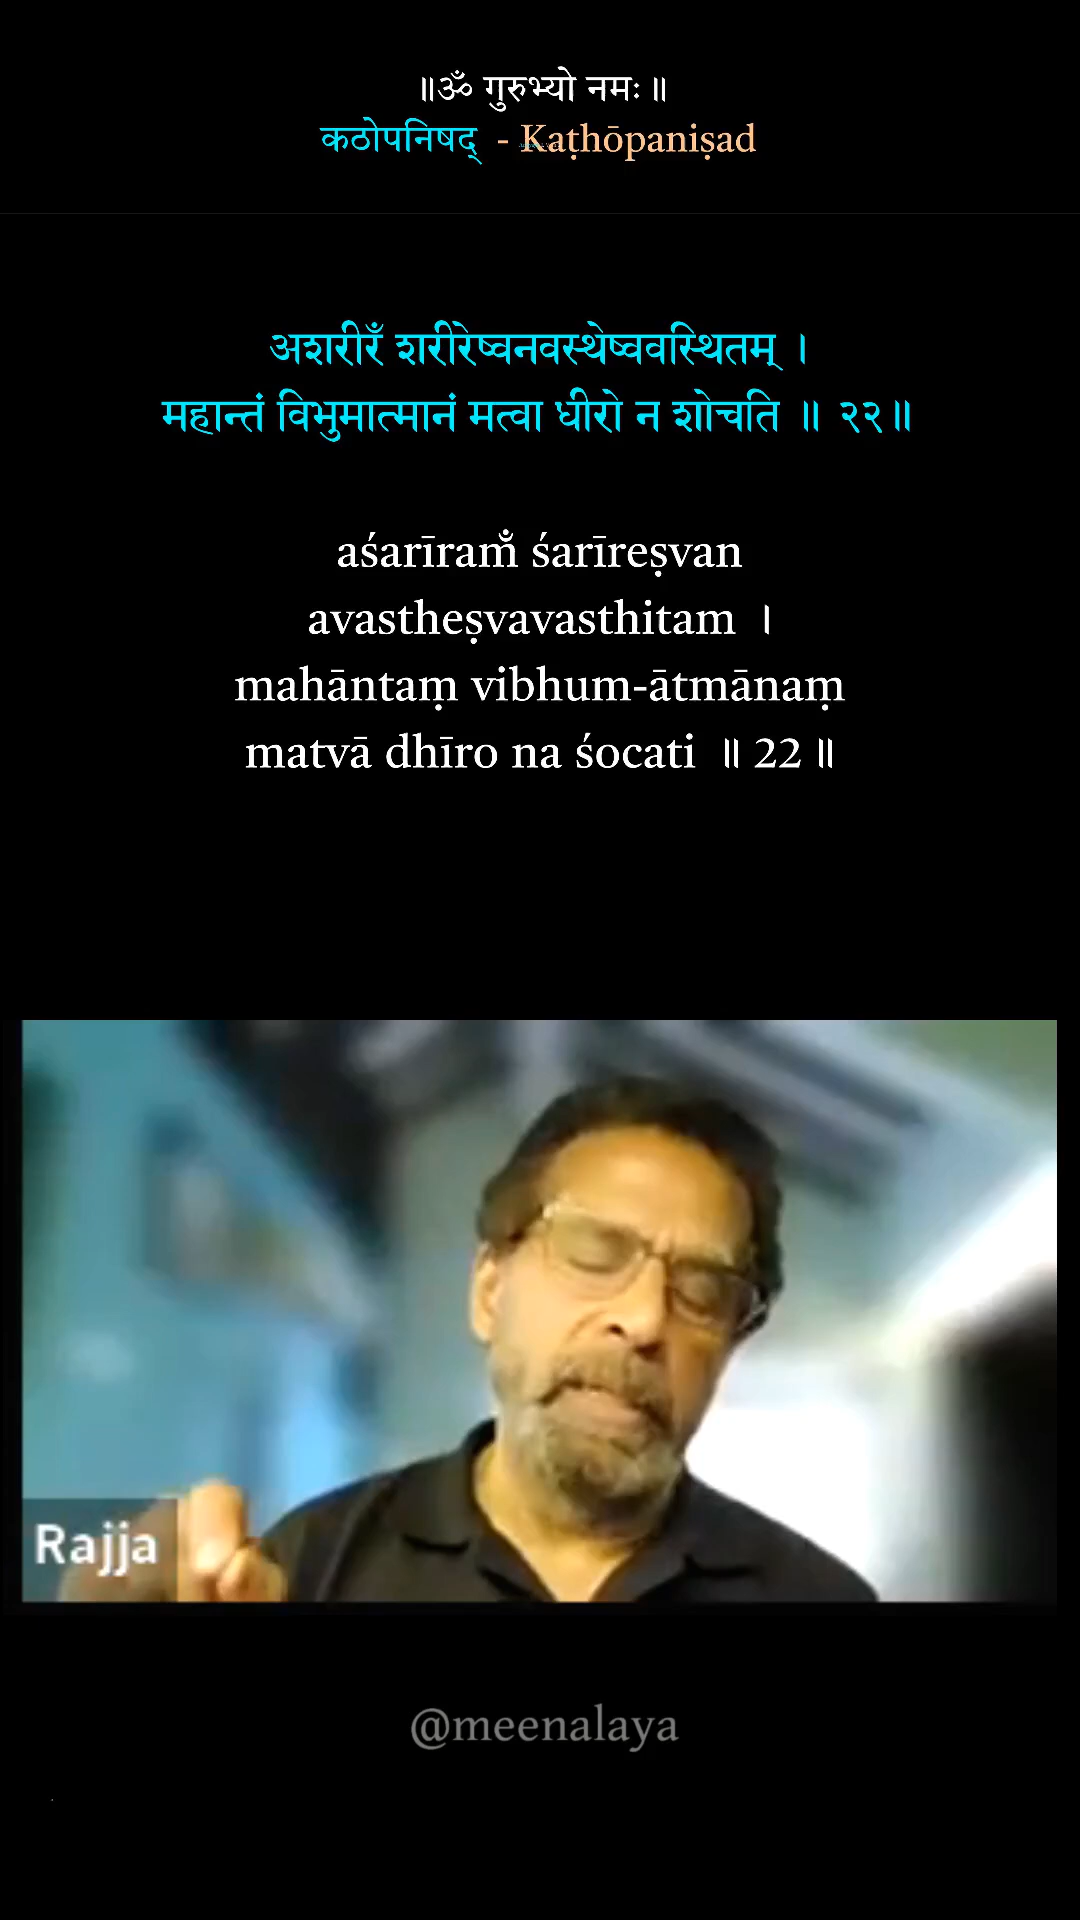 ॥ॐ गुरुभ्यो नमः॥
कठोपनिषद् - Kaṭhōpaniṣad
अशरीरँ शरीरेष्वनवस्थेष्ववस्थितम् ।
महान्तं विभुमात्मानं मत्वा धीरो न शोचति ॥ २२॥
aśarīram̐ śarīreṣvan
avastheṣvavasthitam ।
mahāntaṃ vibhum-ātmānaṃ
matvā dhīro na śocati ॥ 22॥
Rajja
@meenalaya